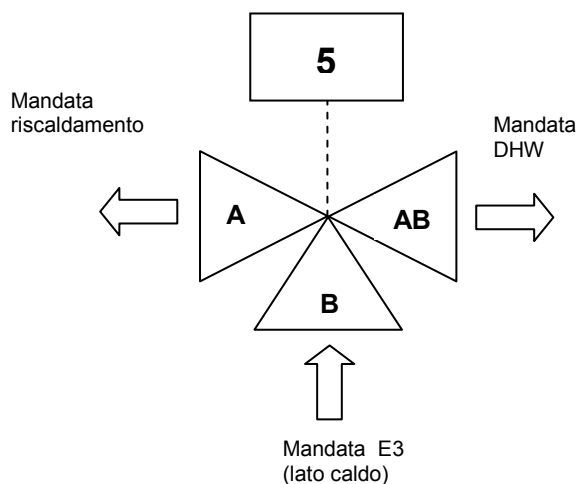 5
Mandata
riscaldamento
Mandata
DHW
A
AB
B
Mandata E3
(lato caldo)